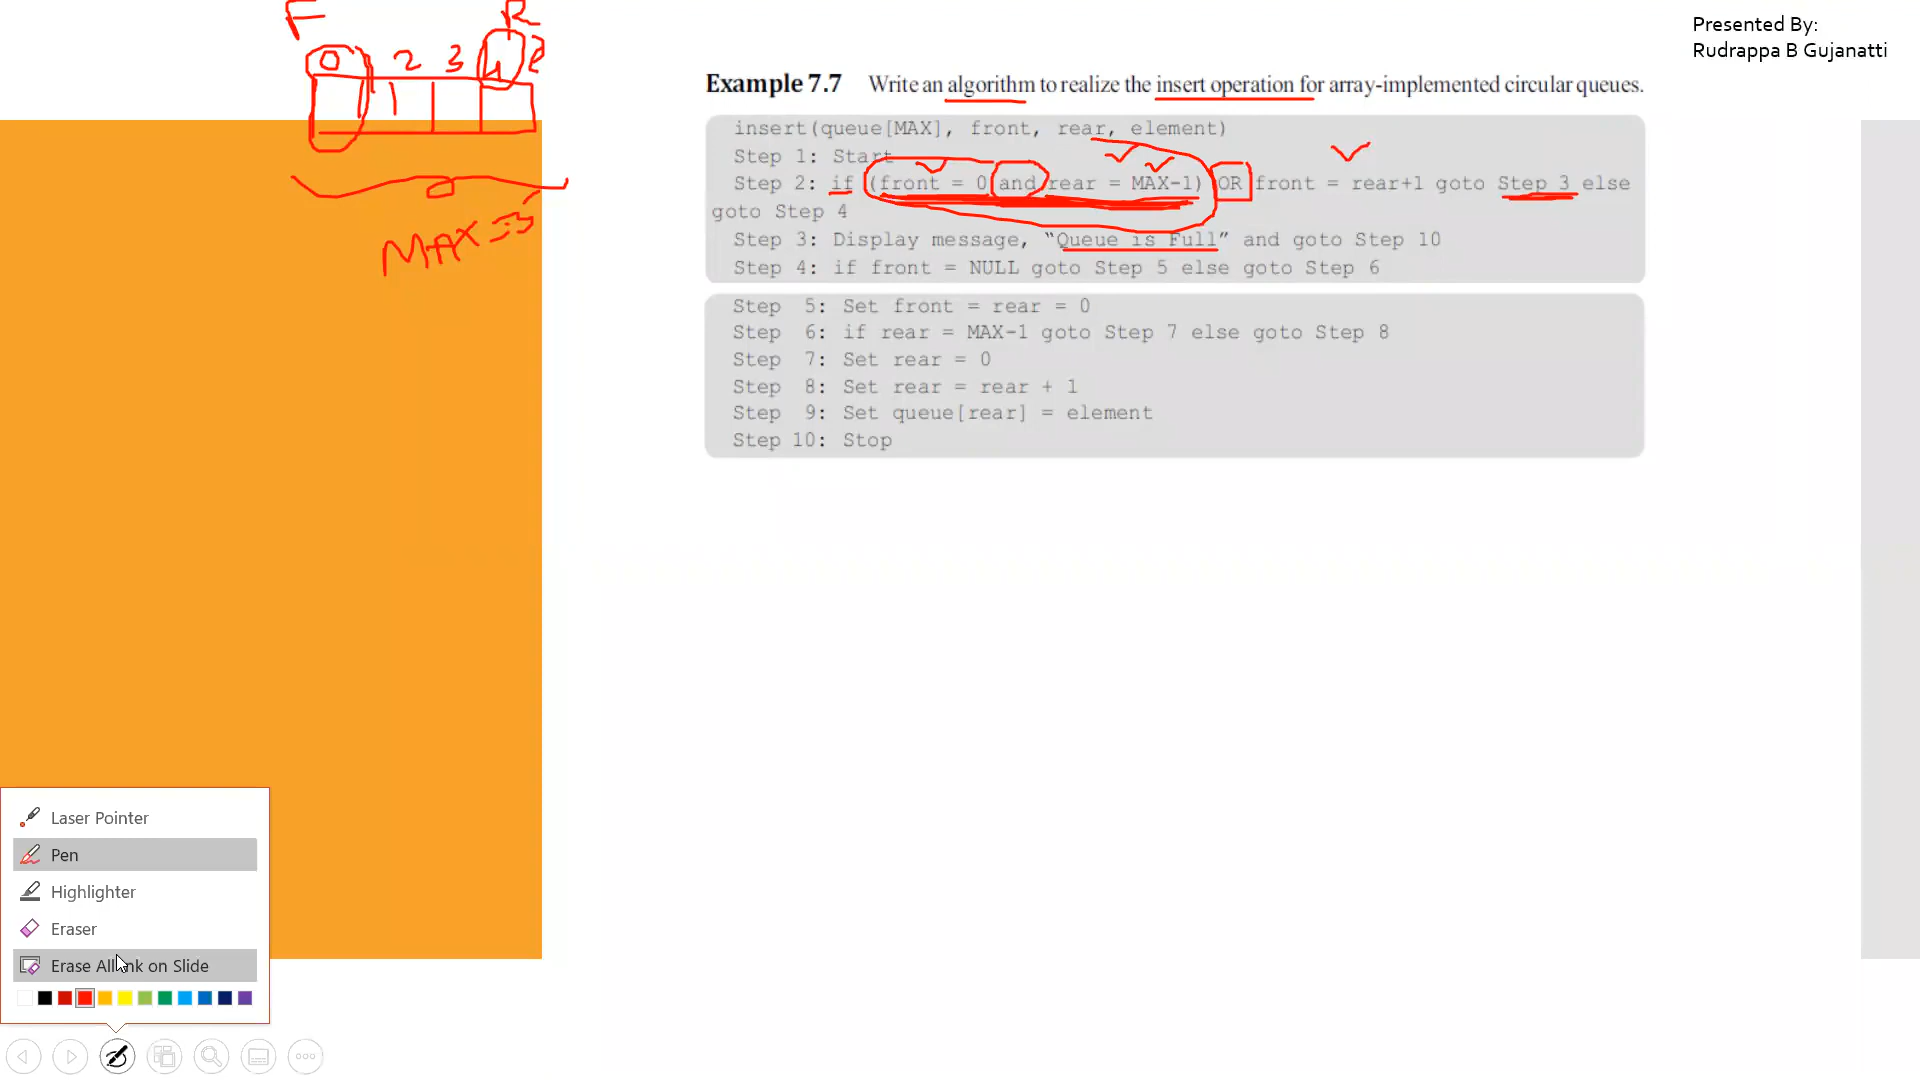 F R
0 2 3 4
MAX = 5
Presented By:
Rudrappa B Gujanatti
Example 7.7 Write an algorithm to realize the insert operation for array-implemented circular queues.
insert(queue[MAX], front, rear, element)
Step 1: Start
Step 2: if (front = 0 and rear = MAX-1) OR front = rear+1 goto Step 3 else
goto Step 4
Step 3: Display message, “Queue is Full” and goto Step 10
Step 4: if front = NULL goto Step 5 else goto Step 6
Step 5: Set front = rear = 0
Step 6: if rear = MAX-1 goto Step 7 else goto Step 8
Step 7: Set rear = 0
Step 8: Set rear = rear + 1
Step 9: Set queue[rear] = element
Step 10: Stop
Laser Pointer
Pen
Highlighter
Eraser
Erase All Ink on Slide